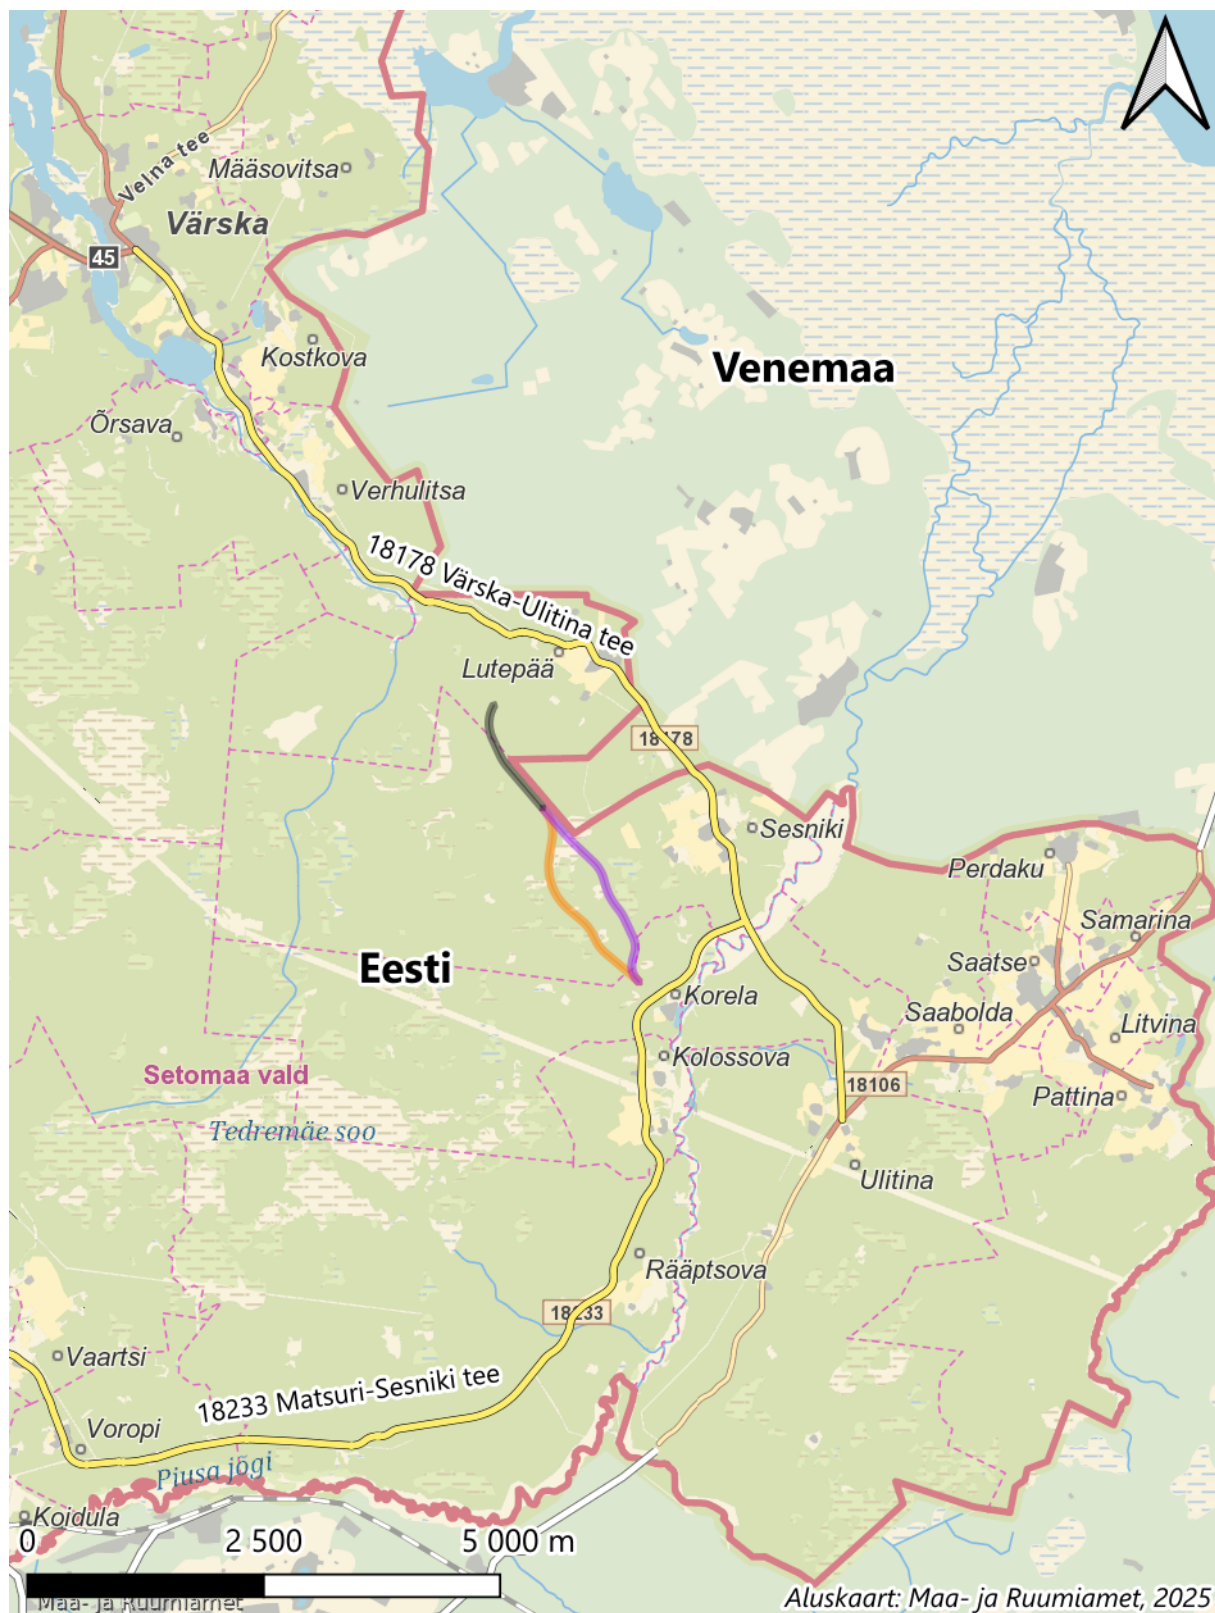 Velna tee
Määsovitsa
Värska
45
Kostkova
Venemaa
Õrsava
Verhulitsa
18178 Värska-Ulitina tee
Lutepää
18178
Sesniki
Perdaku
Samarina
Eesti
Saatse
Korela
Saabolda
Litvina
Kolossova
Setomaa vald
18106
Pattina
Tedremäe soo
Ulitina
Rääptsova
18233
Vaartsi
18233 Matsuri-Sesniki tee
Voropi
Piusa jõgi
Koidula
0 2 500 5 000 m
Maa- ja Ruumiamet
Aluskaart: Maa- ja Ruumiamet, 2025